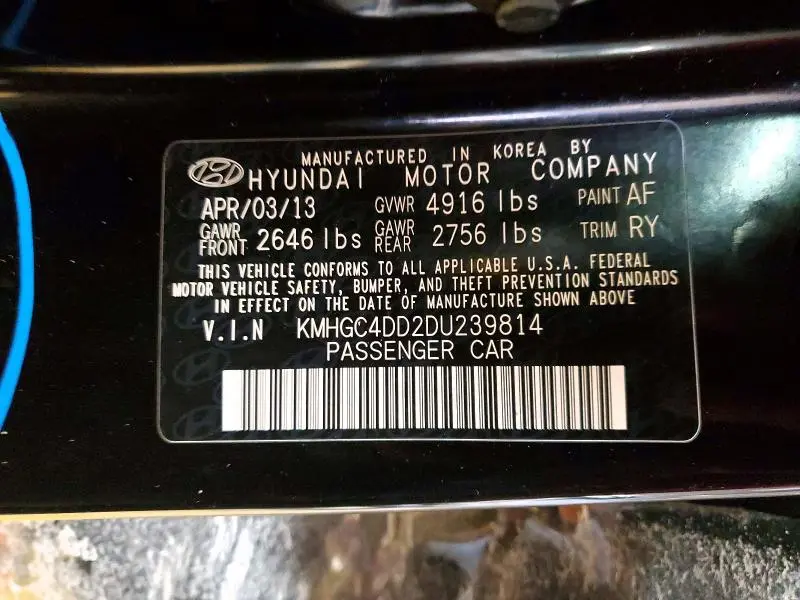 MANUFACTURED IN KOREA BY
HYUNDAI MOTOR COMPANY
APR/03/13 GVWR 4916 lbs PAINT AF
GAWR FRONT 2646 lbs GAWR REAR 2756 lbs TRIM RY
THIS VEHICLE CONFORMS TO ALL APPLICABLE U.S.A. FEDERAL
MOTOR VEHICLE SAFETY, BUMPER, AND THEFT PREVENTION STANDARDS
IN EFFECT ON THE DATE OF MANUFACTURE SHOWN ABOVE
V.I.N KMHGC4DD2DU239814
PASSENGER CAR